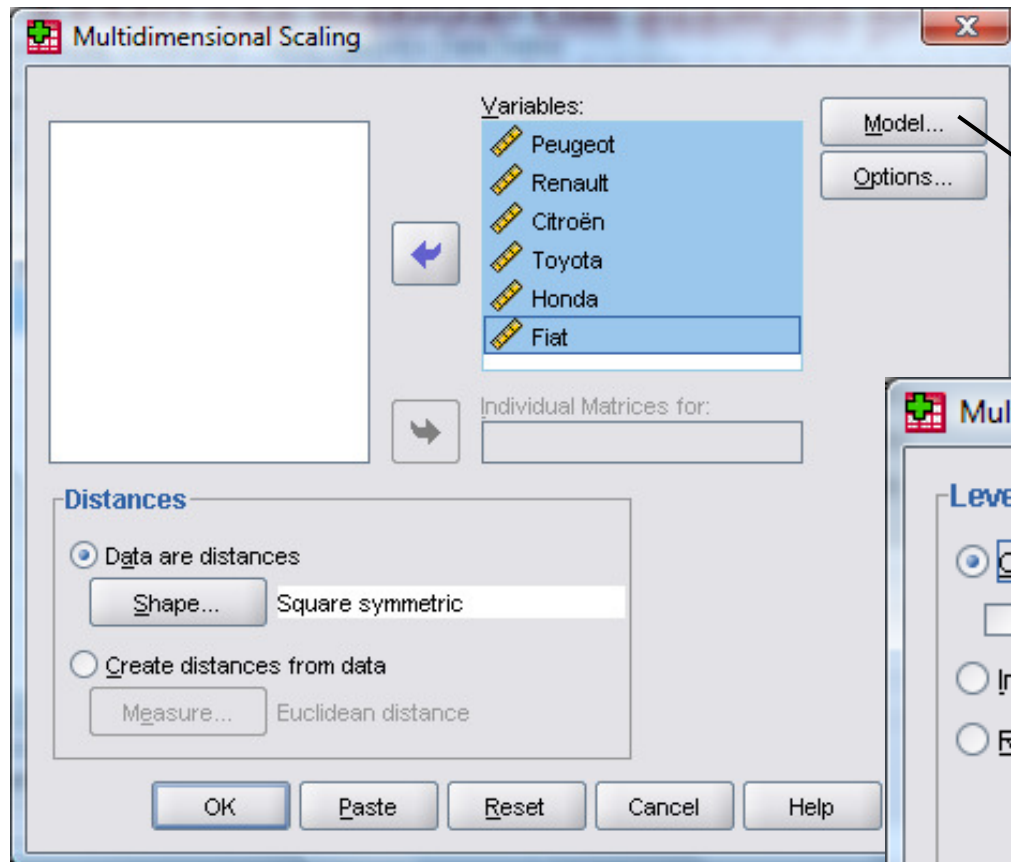 Multidimensional Scaling
Variables:
Peugeot
Renault
Citroën
Toyota
Honda
Fiat
Model...
Options...
Individual Matrices for:
Distances
Data are distances
Shape...
Square symmetric
Create distances from data
Measure...
Euclidean distance
OK
Paste
Reset
Cancel
Help